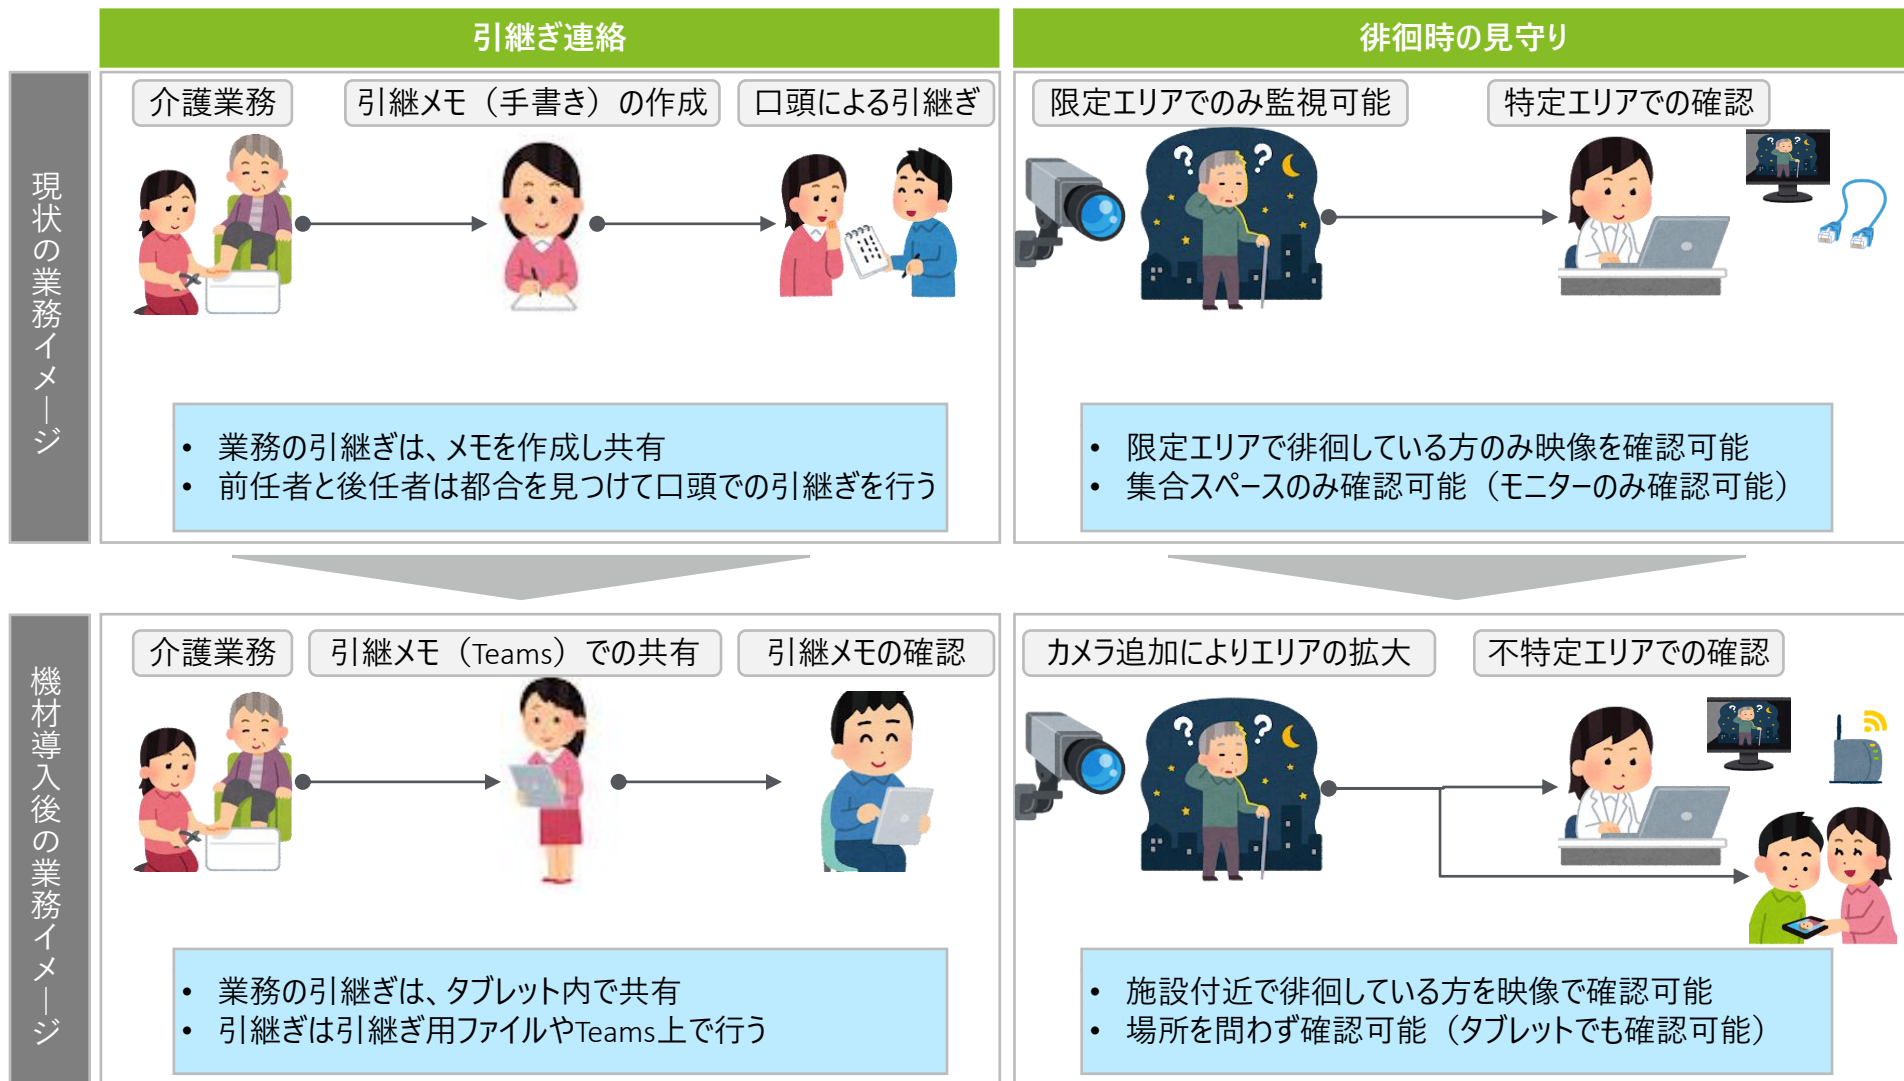 引継ぎ連絡
徘徊時の見守り
現状の業務イメージ
介護業務
引継メモ（手書き）の作成
口頭による引継ぎ
・ 業務の引継ぎは、メモを作成し共有
・ 前任者と後任者は都合を見つけて口頭での引継ぎを行う
限定エリアでのみ監視可能
特定エリアでの確認
・ 限定エリアで徘徊している方のみ映像を確認可能
・ 集合スペースのみ確認可能（モニターのみ確認可能）
機材導入後の業務イメージ
介護業務
引継メモ（Teams）での共有
引継メモの確認
・ 業務の引継ぎは、タブレット内で共有
・ 引継ぎは引継ぎ用ファイルやTeams上で行う
カメラ追加によりエリアの拡大
不特定エリアでの確認
・ 施設付近で徘徊している方を映像で確認可能
・ 場所を問わず確認可能（タブレットでも確認可能）